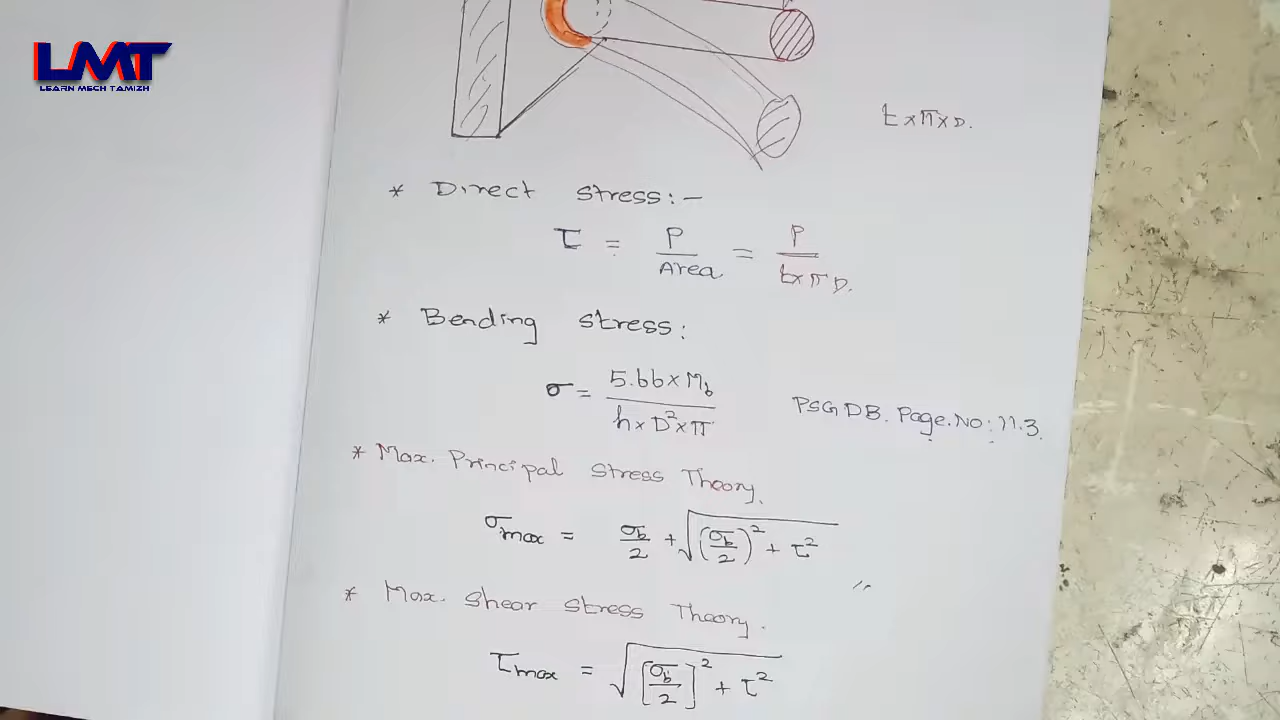 LMT
LEARN MECH TAMIZH
t × π × D.
* Direct stress:-
τ = P / Area = P / t×πD.
* Bending stress:
σ = 5.66×Mb / h×D²×π
PSG DB. Page.No: 11.3.
* Max. Principal stress Theory.
σmax = σb/2 + √(σb/2)² + τ²
* Max. shear stress Theory.
τmax = √[σb/2]² + τ²